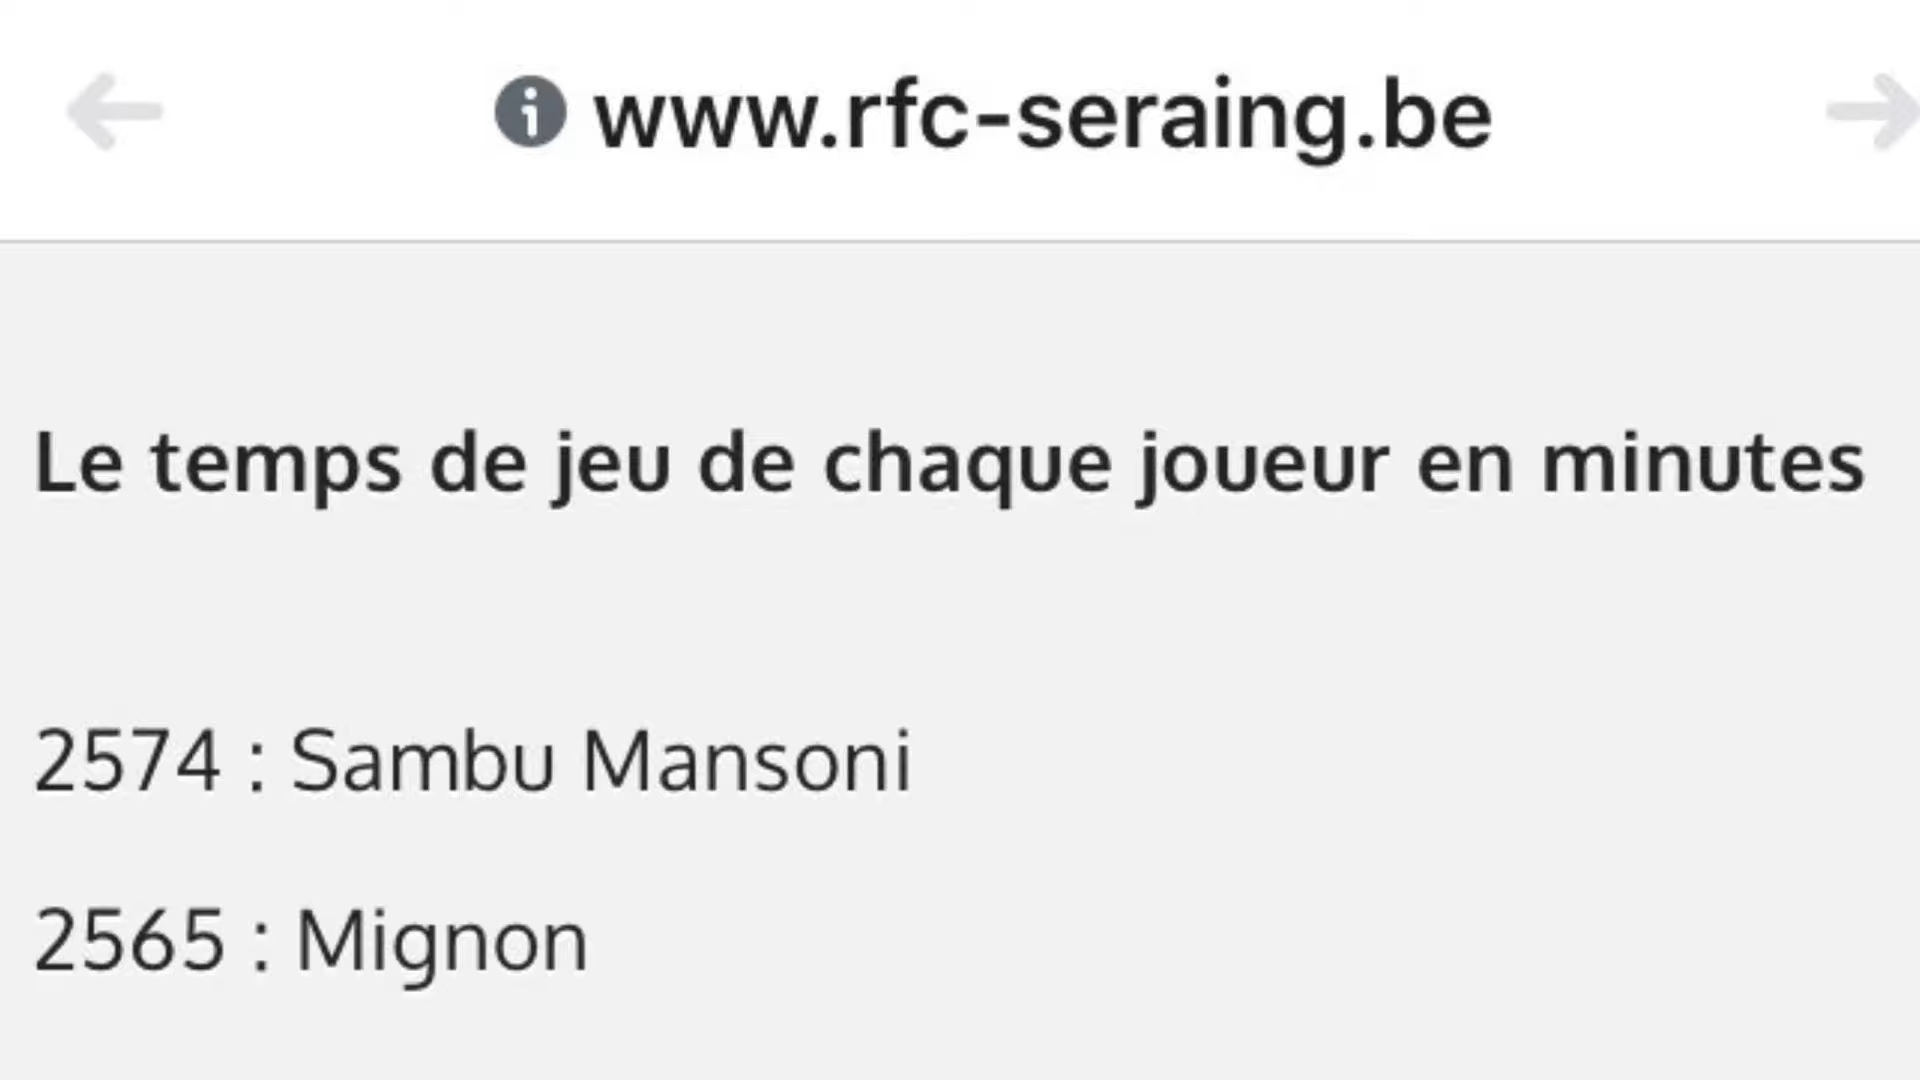 www.rfc-seraing.be
Le temps de jeu de chaque joueur en minutes
2574 : Sambu Mansoni
2565 : Mignon